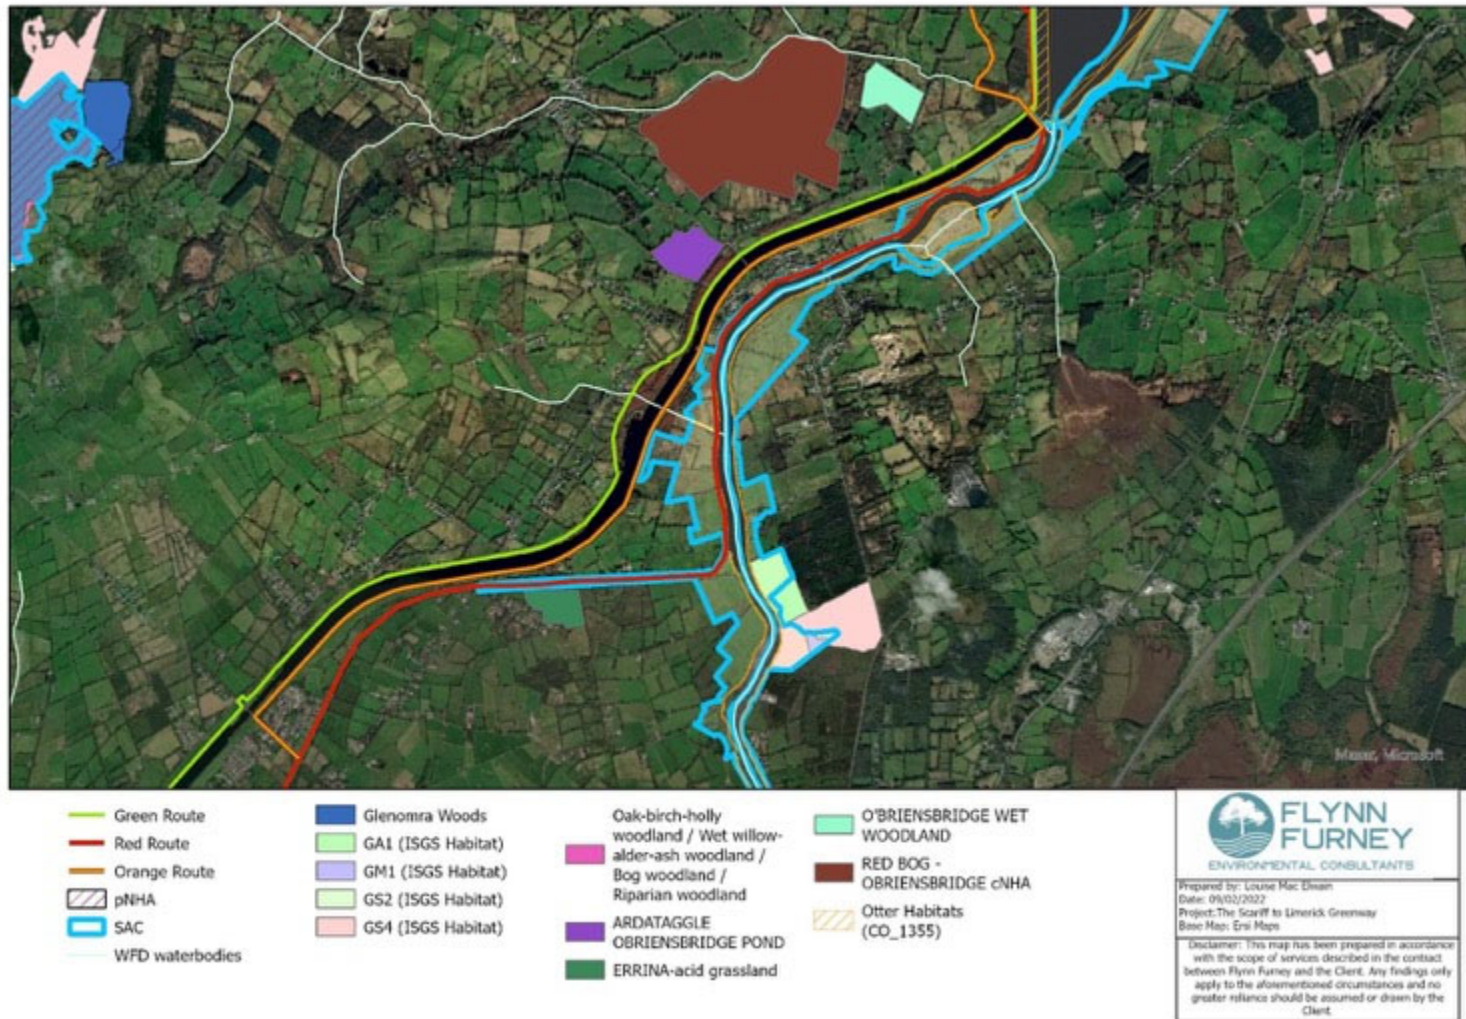 Maxar, Microsoft
Green Route
Red Route
Orange Route
pNHA
SAC
WFD waterbodies
Glenomra Woods
GA1 (ISGS Habitat)
GM1 (ISGS Habitat)
GS2 (ISGS Habitat)
GS4 (ISGS Habitat)
Oak-birch-holly
woodland / Wet willow-
alder-ash woodland /
Bog woodland /
Riparian woodland
ARDATAGGLE
OBRIENSBRIDGE POND
ERRINA-acid grassland
O'BRIENSBRIDGE WET
WOODLAND
RED BOG -
OBRIENSBRIDGE cNHA
Otter Habitats
(CO_1355)
FLYNN
FURNEY
ENVIRONMENTAL CONSULTANTS
Prepared by: Louise Mac Elwain
Date: 09/02/2022
Project: The Scariff to Limerick Greenway
Base Map: Esri Maps
Disclaimer: This map has been prepared in accordance
with the scope of services described in the contract
between Flynn Furney and the Client. Any findings only
apply to the aforementioned circumstances and no
greater reliance should be assumed or drawn by the
Client